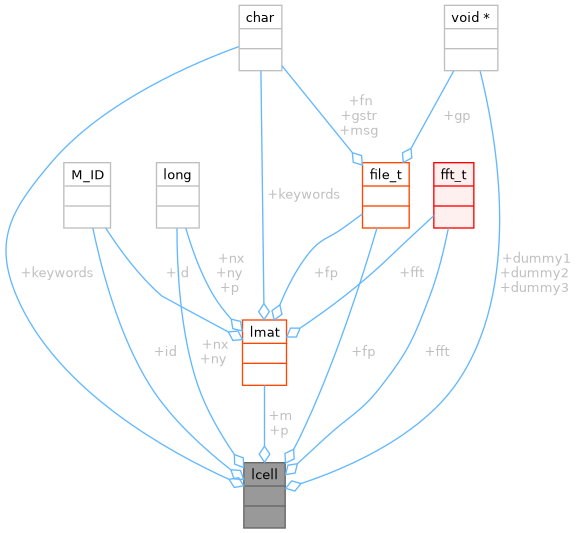 char
void *
+fn
+gstr
+msg
+gp
M_ID
long
file_t
fft_t
+keywords
+nx
+ny
+p
+dummy1
+dummy2
+dummy3
+keywords
+id
+fp
+fft
lmat
+id
+nx
+ny
+fp
+fft
+m
+p
lcell